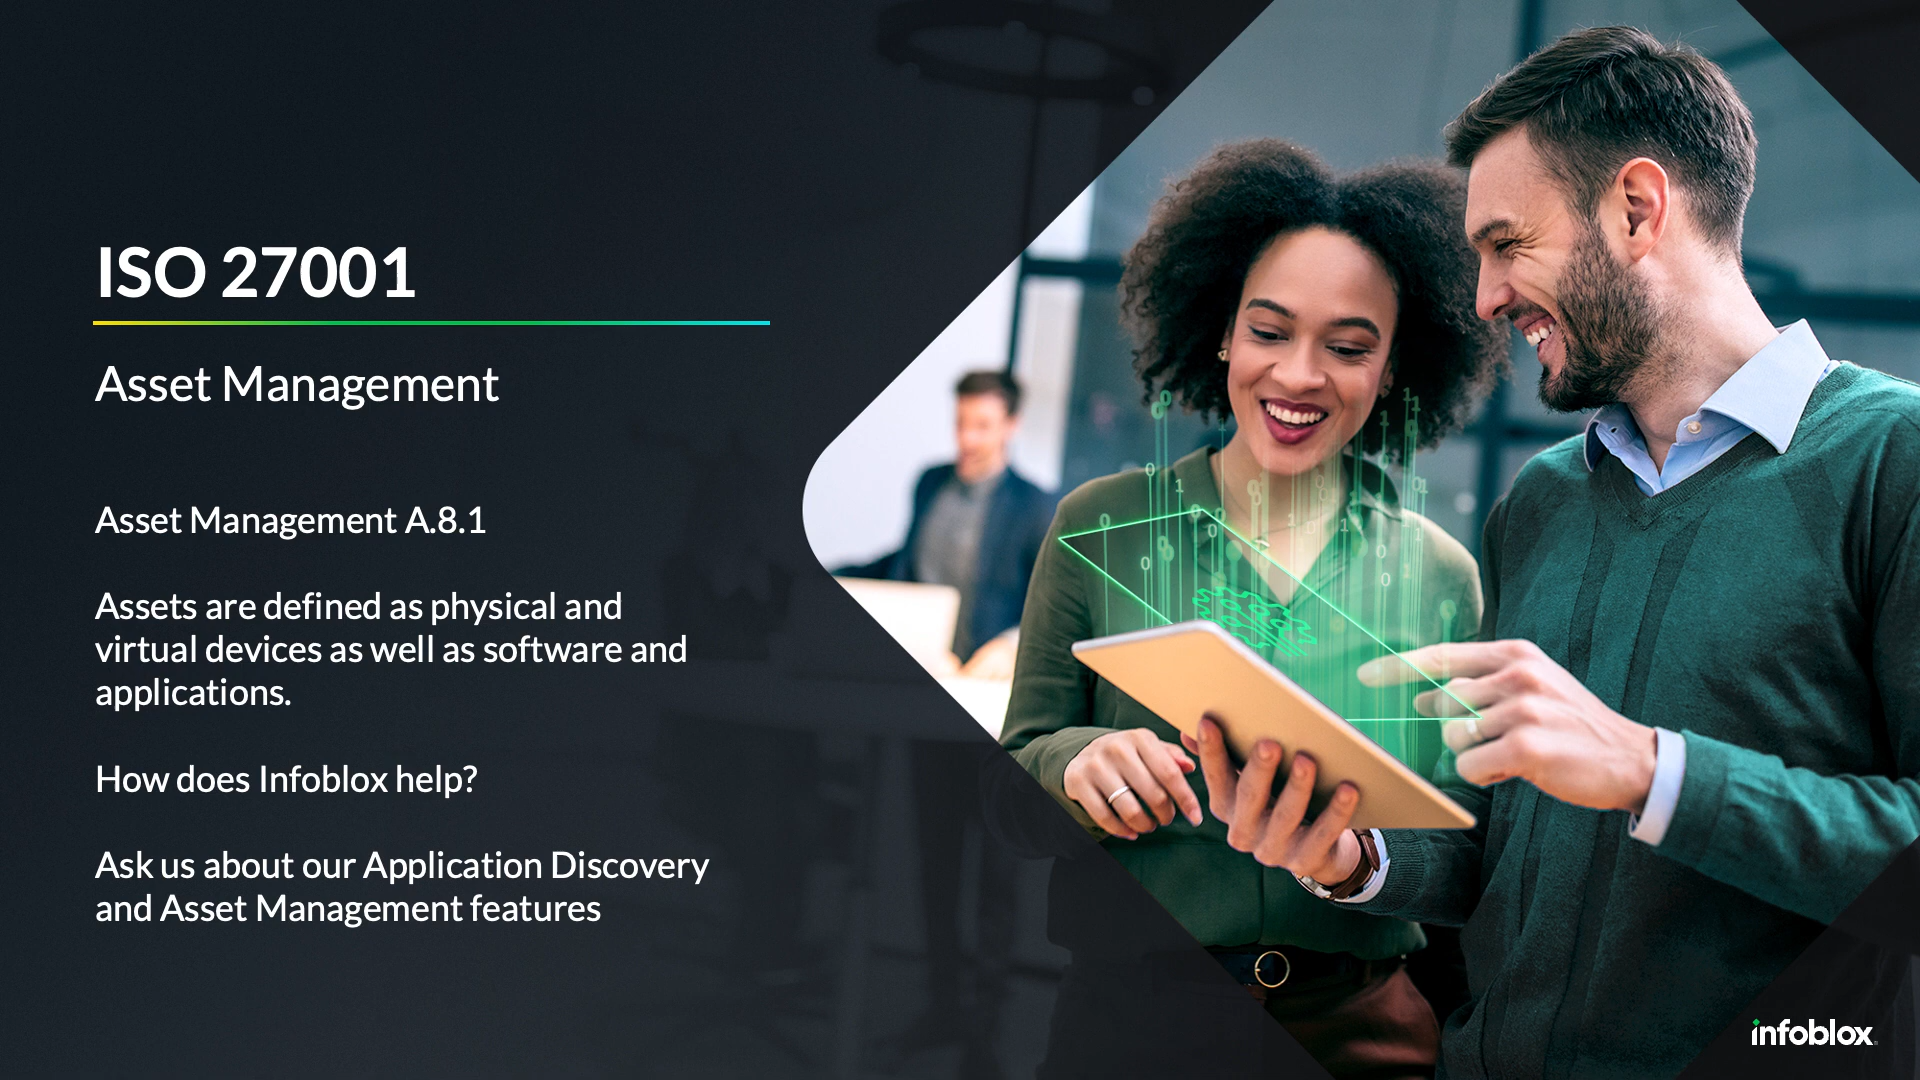 ISO 27001
Asset Management
Asset Management A.8.1
Assets are defined as physical and
virtual devices as well as software and
applications.
How does Infoblox help?
Ask us about our Application Discovery
and Asset Management features
infoblox